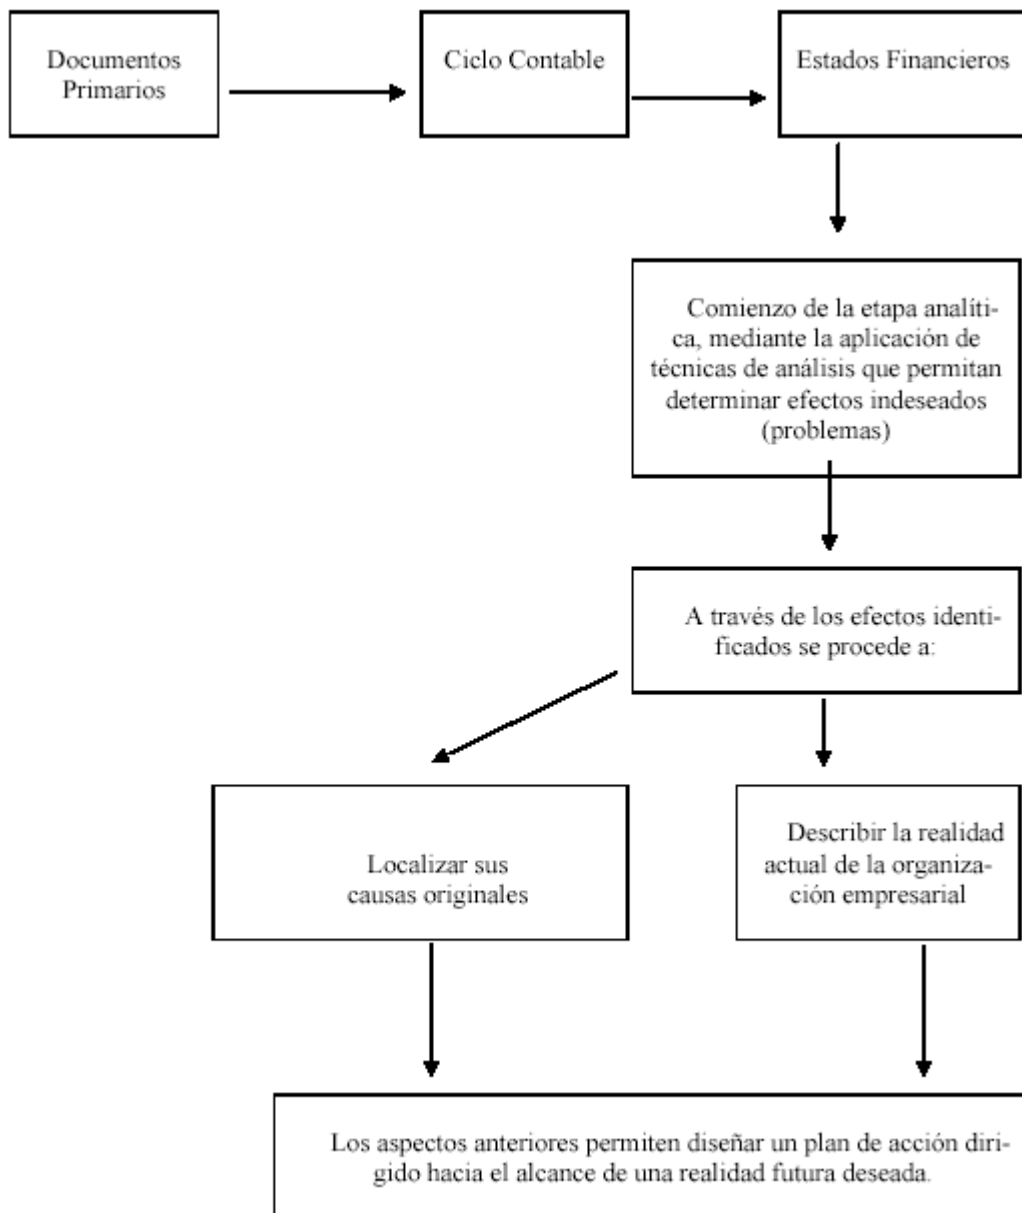 Documentos
Primarios
Ciclo Contable
Estados Financieros
Comienzo de la etapa analíti-
ca, mediante la aplicación de
técnicas de análisis que permitan
determinar efectos indeseados
(problemas)
A través de los efectos identi-
ficados se procede a:
Localizar sus
causas originales
Describir la realidad
actual de la organiza-
ción empresarial
Los aspectos anteriores permiten diseñar un plan de acción diri-
gido hacia el alcance de una realidad futura deseada.